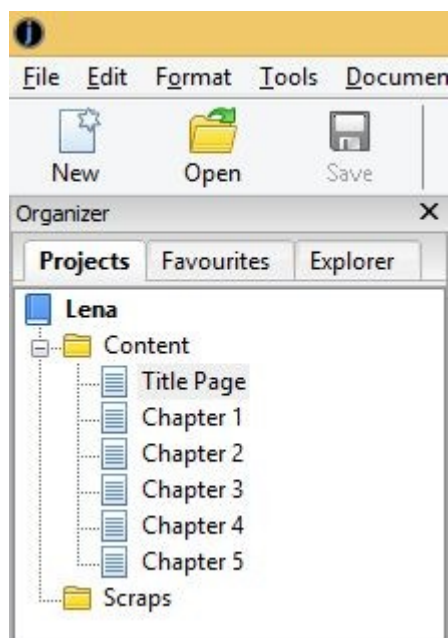 File Edit Format Tools Documen
New Open Save
Organizer
Projects Favourites Explorer
Lena
Content
Title Page
Chapter 1
Chapter 2
Chapter 3
Chapter 4
Chapter 5
Scraps